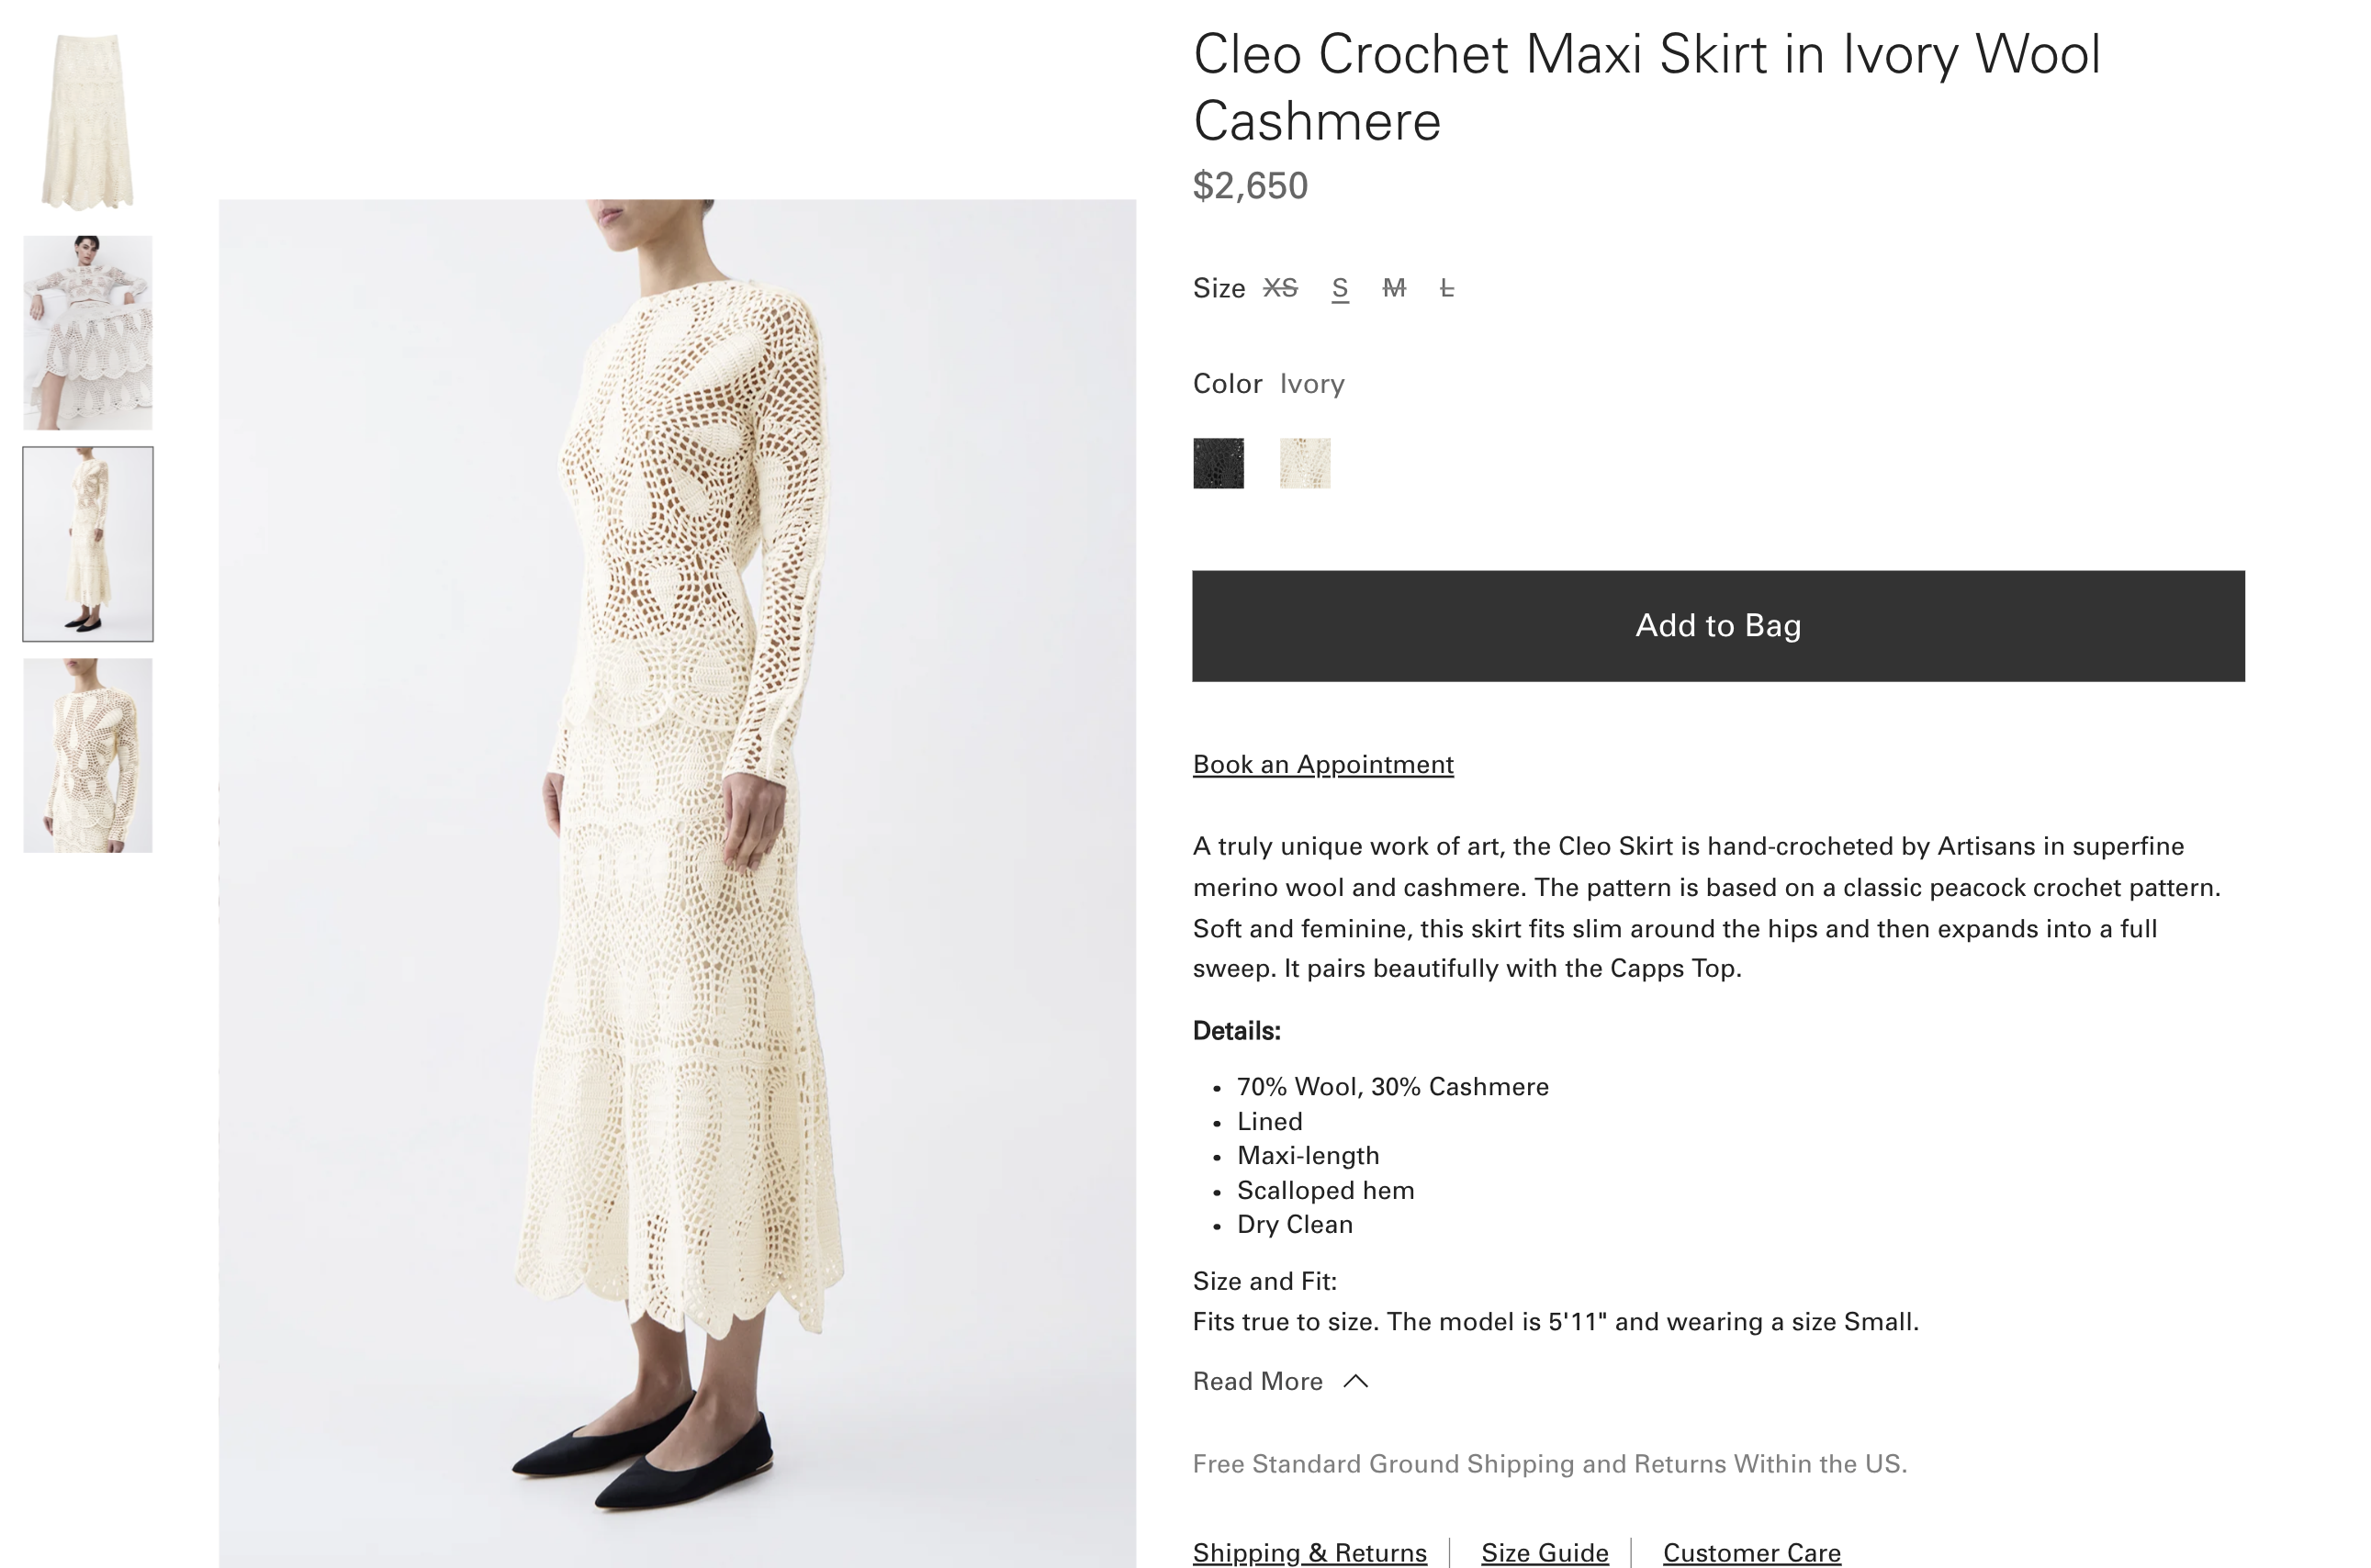 Cleo Crochet Maxi Skirt in Ivory Wool
Cashmere
$2,650
Size XS S M L
Color Ivory
Add to Bag
Book an Appointment
A truly unique work of art, the Cleo Skirt is hand-crocheted by Artisans in superfine
merino wool and cashmere. The pattern is based on a classic peacock crochet pattern.
Soft and feminine, this skirt fits slim around the hips and then expands into a full
sweep. It pairs beautifully with the Capps Top.
Details:
• 70% Wool, 30% Cashmere
• Lined
• Maxi-length
• Scalloped hem
• Dry Clean
Size and Fit:
Fits true to size. The model is 5'11" and wearing a size Small.
Read More
Free Standard Ground Shipping and Returns Within the US.
Shipping & Returns | Size Guide | Customer Care